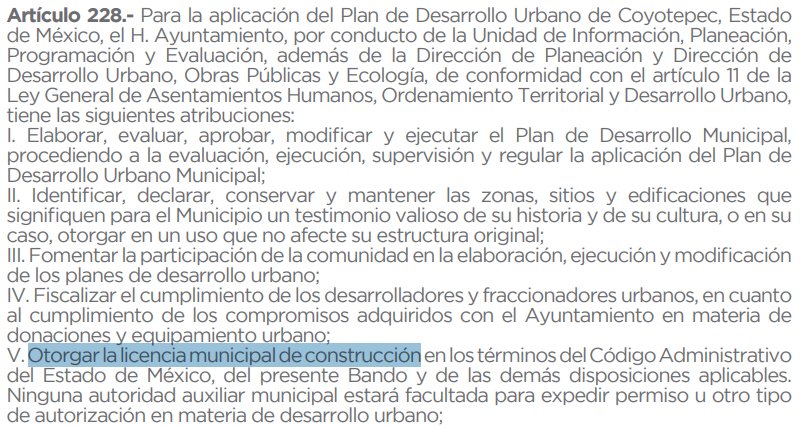 Artículo 228.- Para la aplicación del Plan de Desarrollo Urbano de Coyotepec, Estado
de México, el H. Ayuntamiento, por conducto de la Unidad de Información, Planeación,
Programación y Evaluación, además de la Dirección de Planeación y Dirección de
Desarrollo Urbano, Obras Públicas y Ecología, de conformidad con el artículo 11 de la
Ley General de Asentamientos Humanos, Ordenamiento Territorial y Desarrollo Urbano,
tiene las siguientes atribuciones:
I. Elaborar, evaluar, aprobar, modificar y ejecutar el Plan de Desarrollo Municipal,
procediendo a la evaluación, ejecución, supervisión y regular la aplicación del Plan de
Desarrollo Urbano Municipal;
II. Identificar, declarar, conservar y mantener las zonas, sitios y edificaciones que
signifiquen para el Municipio un testimonio valioso de su historia y de su cultura, o en su
caso, otorgar en un uso que no afecte su estructura original;
III. Fomentar la participación de la comunidad en la elaboración, ejecución y modificación
de los planes de desarrollo urbano;
IV. Fiscalizar el cumplimiento de los desarrolladores y fraccionadores urbanos, en cuanto
al cumplimiento de los compromisos adquiridos con el Ayuntamiento en materia de
donaciones y equipamiento urbano;
V. Otorgar la licencia municipal de construcción en los términos del Código Administrativo
del Estado de México, del presente Bando y de las demás disposiciones aplicables.
Ninguna autoridad auxiliar municipal estará facultada para expedir permiso u otro tipo
de autorización en materia de desarrollo urbano;